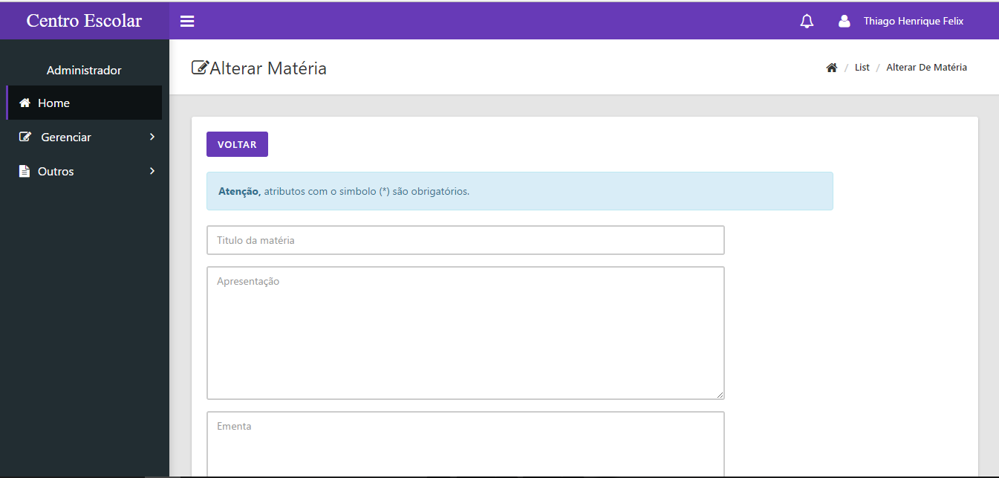 Centro Escolar
Thiago Henrique Felix
Administrador
Home
Gerenciar
Outros
Alterar Matéria
/ List / Alterar De Matéria
VOLTAR
Atenção, atributos com o simbolo (*) são obrigatórios.
Titulo da matéria
Apresentação
Ementa